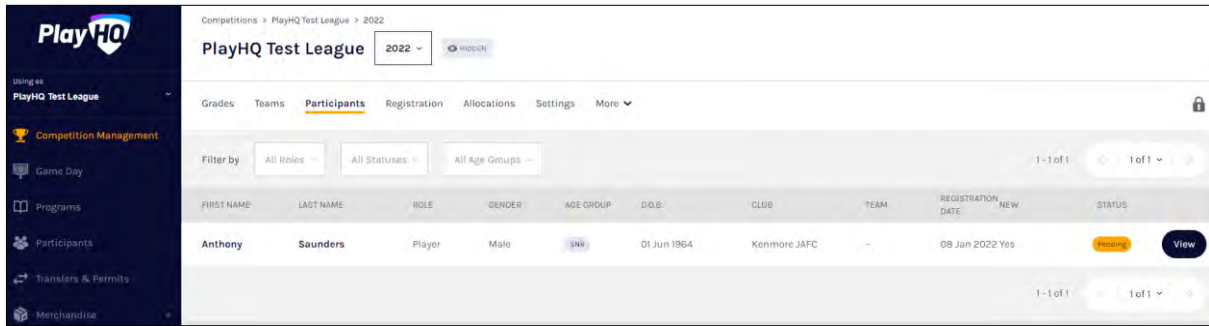 PlayHQ
Using as
PlayHQ Test League
Competition Management
Game Day
Programs
Participants
Transfers & Permits
Merchandise
Competitions > PlayHQ Test League > 2022
PlayHQ Test League 2022 HIDDEN
Grades Teams Participants Registration Allocations Settings More
Filter by All Roles All Statuses All Age Groups 1-1 of 1 1 of 1
FIRST NAME LAST NAME ROLE GENDER AGE GROUP D.O.B. CLUB TEAM REGISTRATION DATE NEW STATUS
Anthony Saunders Player Male SNR 01 Jun 1964 Kenmore JAFC - 08 Jan 2022 Yes Pending View
1-1 of 1 1 of 1